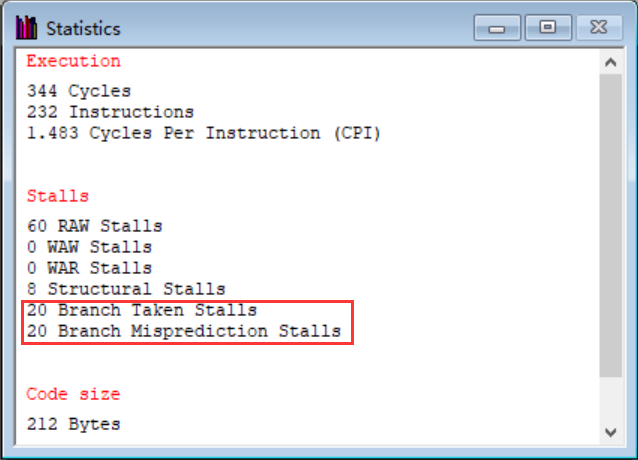 Statistics
Execution
344 Cycles
232 Instructions
1.483 Cycles Per Instruction (CPI)
Stalls
60 RAW Stalls
0 WAW Stalls
0 WAR Stalls
8 Structural Stalls
20 Branch Taken Stalls
20 Branch Misprediction Stalls
Code size
212 Bytes